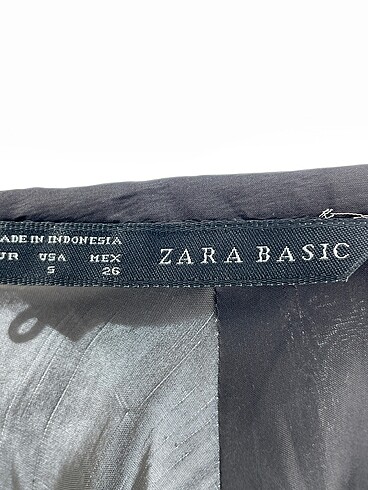 ADE IN INDONESIA
UR USA MEX
S 26
ZARA BASIC